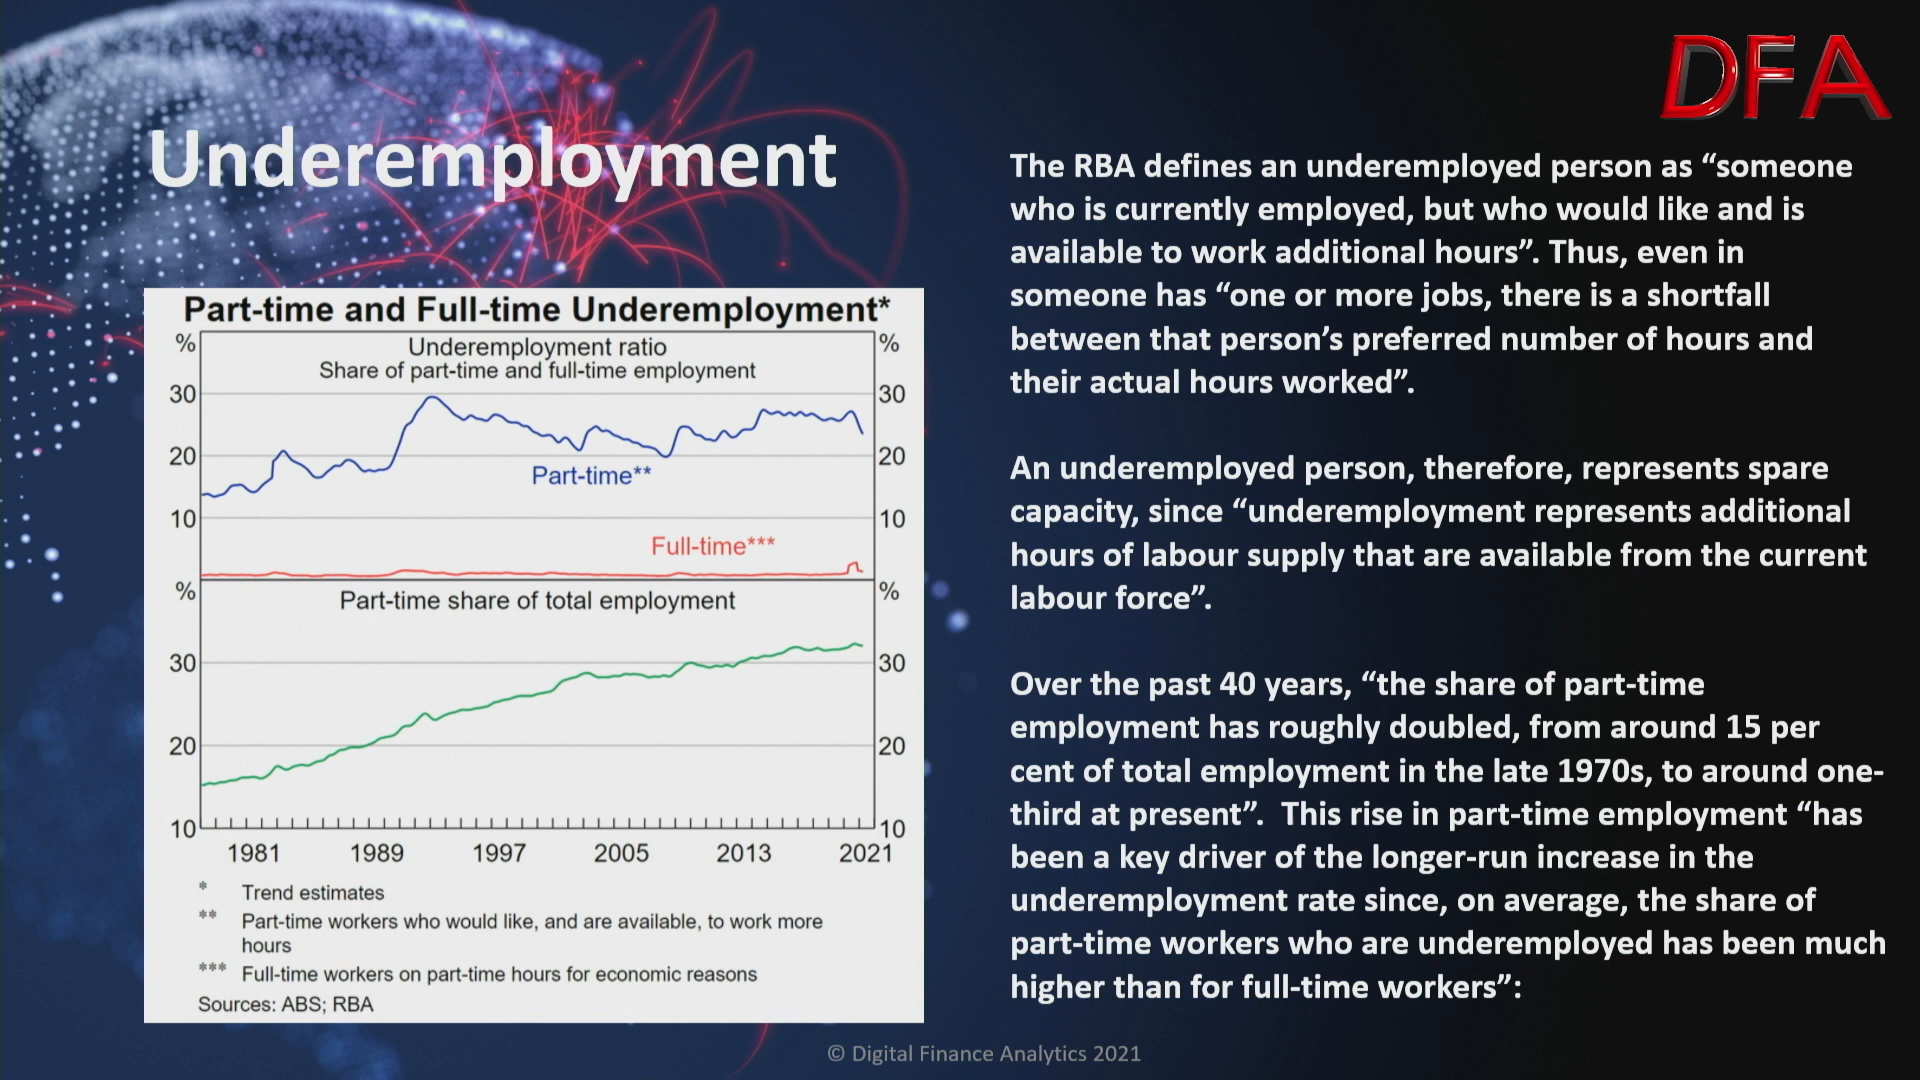 DFA
Underemployment
Part-time and Full-time Underemployment*
% %
Underemployment ratio
Share of part-time and full-time employment
30 30
20 20
Part-time**
10 10
Full-time***
% %
Part-time share of total employment
30 30
20 20
10 10
1981 1989 1997 2005 2013 2021
* Trend estimates
** Part-time workers who would like, and are available, to work more
hours
*** Full-time workers on part-time hours for economic reasons
Sources: ABS; RBA
The RBA defines an underemployed person as “someone
who is currently employed, but who would like and is
available to work additional hours”. Thus, even in
someone has “one or more jobs, there is a shortfall
between that person’s preferred number of hours and
their actual hours worked”.
An underemployed person, therefore, represents spare
capacity, since “underemployment represents additional
hours of labour supply that are available from the current
labour force”.
Over the past 40 years, “the share of part-time
employment has roughly doubled, from around 15 per
cent of total employment in the late 1970s, to around one-
third at present”.  This rise in part-time employment “has
been a key driver of the longer-run increase in the
underemployment rate since, on average, the share of
part-time workers who are underemployed has been much
higher than for full-time workers”:
© Digital Finance Analytics 2021